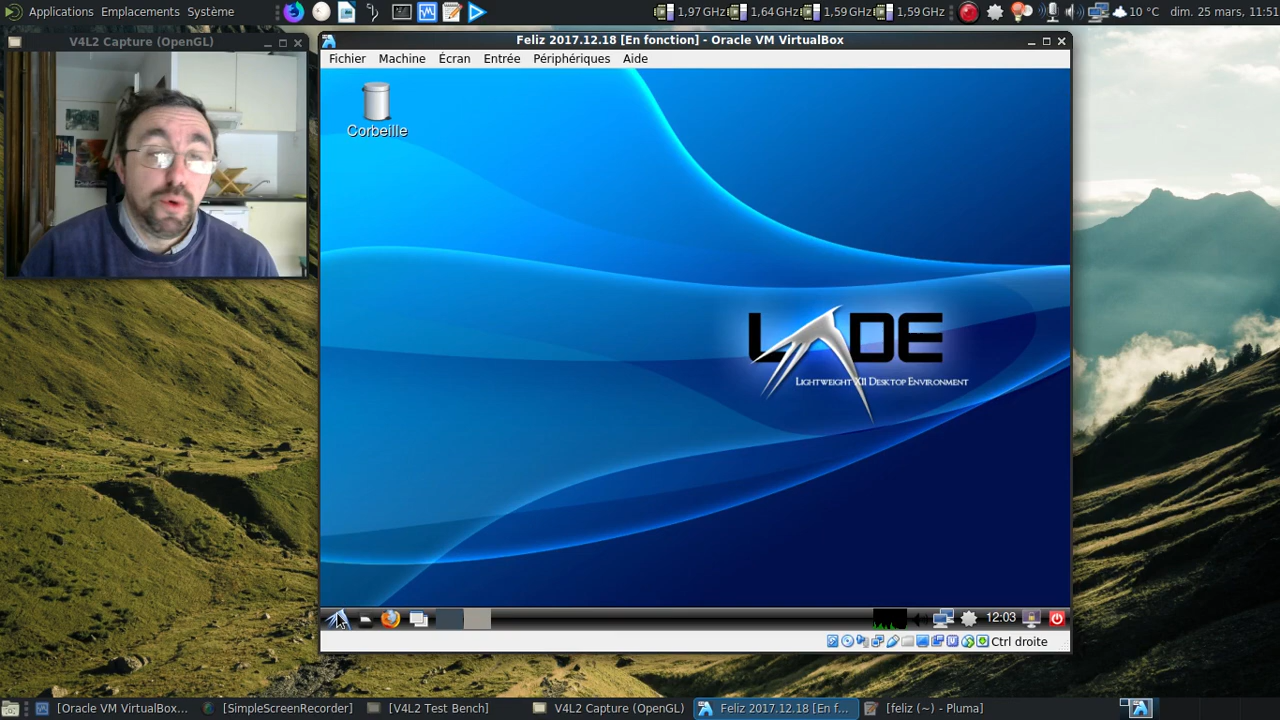 Applications Emplacements Système
1,97 GHz 1,64 GHz 1,59 GHz 1,59 GHz 10 °C dim. 25 mars, 11:51
V4L2 Capture (OpenGL)
Feliz 2017.12.18 [En fonction] - Oracle VM VirtualBox
Fichier Machine Écran Entrée Périphériques Aide
Corbeille
LXDE
Lightweight X11 Desktop Environment
12:03
Ctrl droite
[Oracle VM VirtualBox... [SimpleScreenRecorder] [V4L2 Test Bench] V4L2 Capture (OpenGL) Feliz 2017.12.18 [En f... [feliz (~) - Pluma]